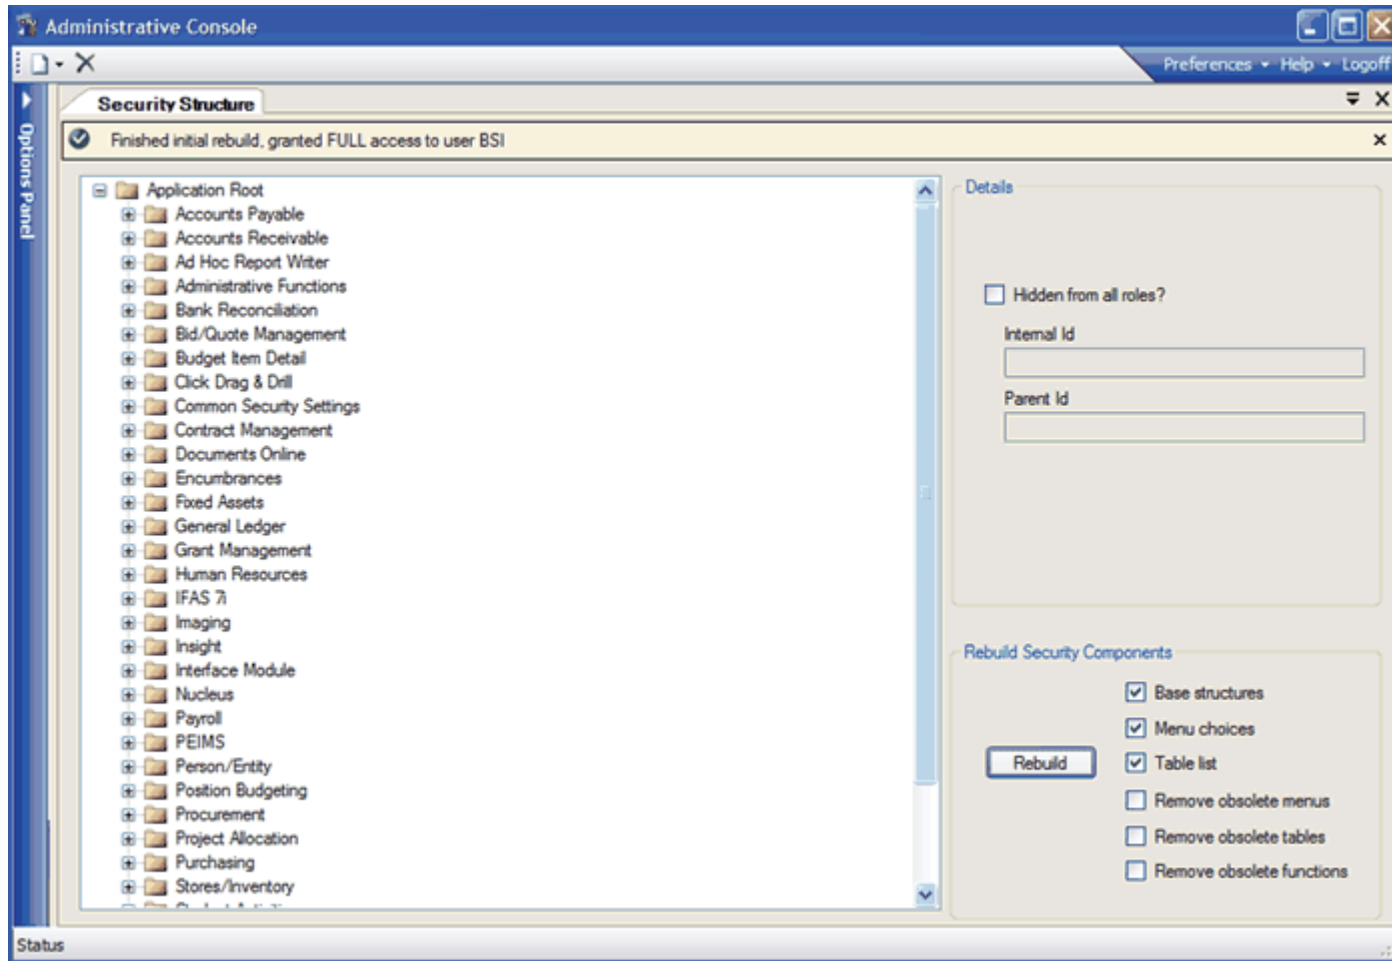 Administrative Console
Preferences Help Logoff
Options Panel
Security Structure
Finished initial rebuild, granted FULL access to user BSI
Application Root
Accounts Payable
Accounts Receivable
Ad Hoc Report Writer
Administrative Functions
Bank Reconciliation
Bid/Quote Management
Budget Item Detail
Click Drag & Drill
Common Security Settings
Contract Management
Documents Online
Encumbrances
Fixed Assets
General Ledger
Grant Management
Human Resources
IFAS 7i
Imaging
Insight
Interface Module
Nucleus
Payroll
PEIMS
Person/Entity
Position Budgeting
Procurement
Project Allocation
Purchasing
Stores/Inventory
Details
Hidden from all roles?
Internal Id
Parent Id
Rebuild Security Components
Base structures
Menu choices
Rebuild
Table list
Remove obsolete menus
Remove obsolete tables
Remove obsolete functions
Status